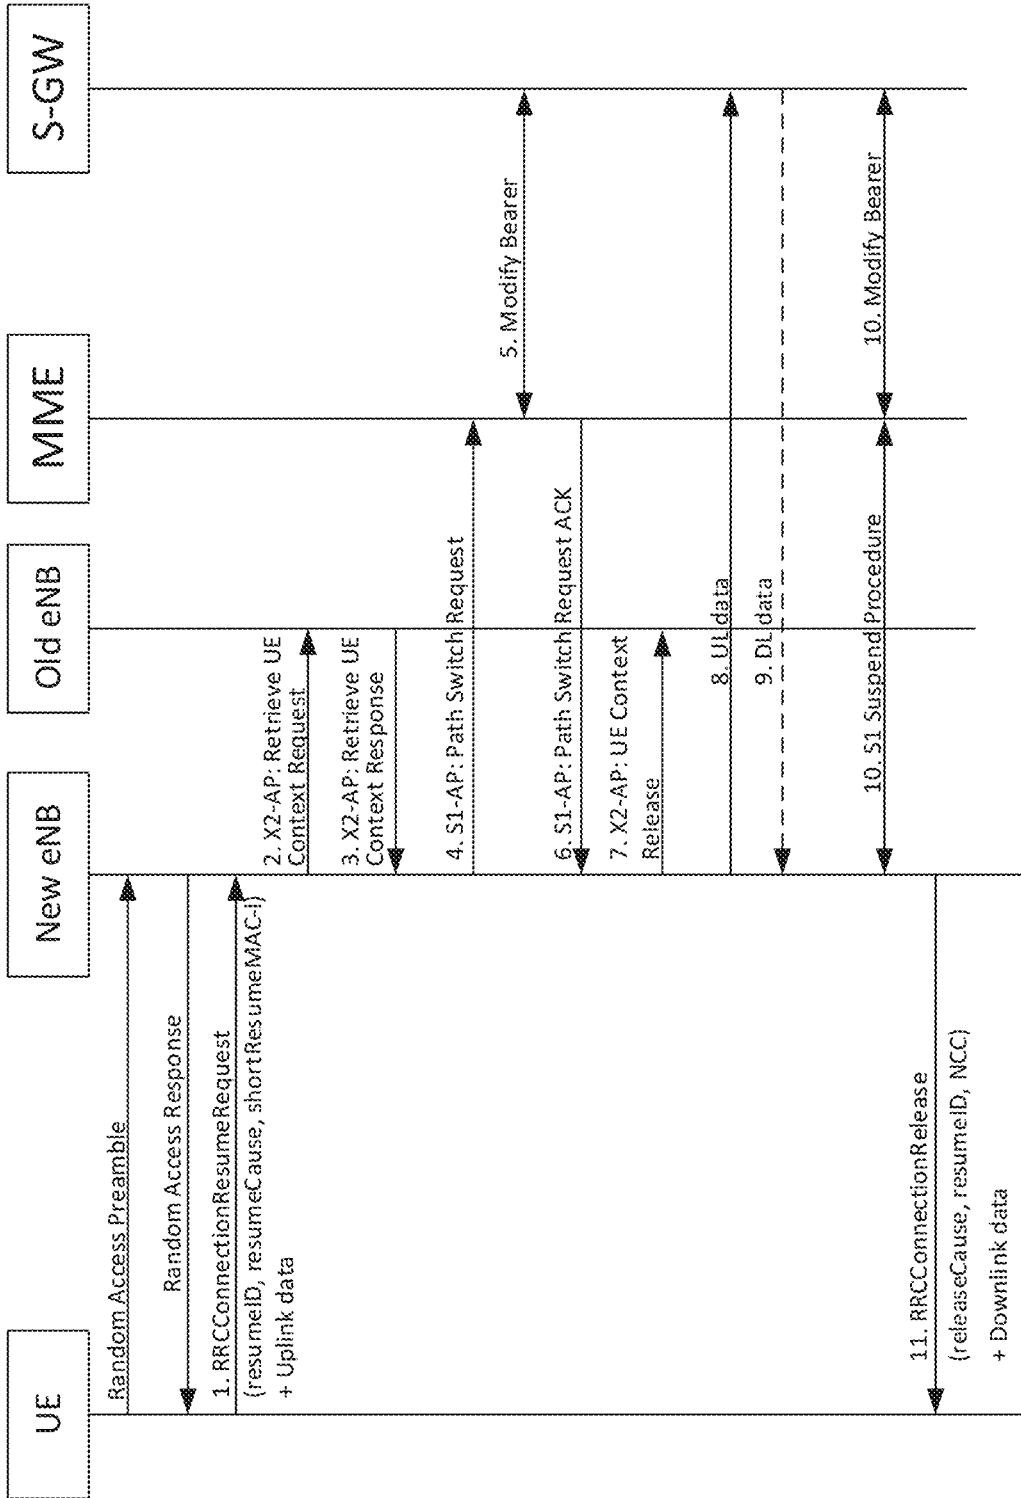 UE
New eNB
Old eNB
MME
S-GW
Random Access Preamble
Random Access Response
1. RRCConnectionResumeRequest
(resumeID, resumeCause, shortResumeMAC-I)
+ Uplink data
2. X2-AP: Retrieve UE
Context Request
3. X2-AP: Retrieve UE
Context Response
4. S1-AP: Path Switch Request
5. Modify Bearer
6. S1-AP: Path Switch Request ACK
7. X2-AP: UE Context
Release
8. UL data
9. DL data
10. S1 Suspend Procedure
10. Modify Bearer
11. RRCConnectionRelease
(releaseCause, resumeID, NCC)
+ Downlink data